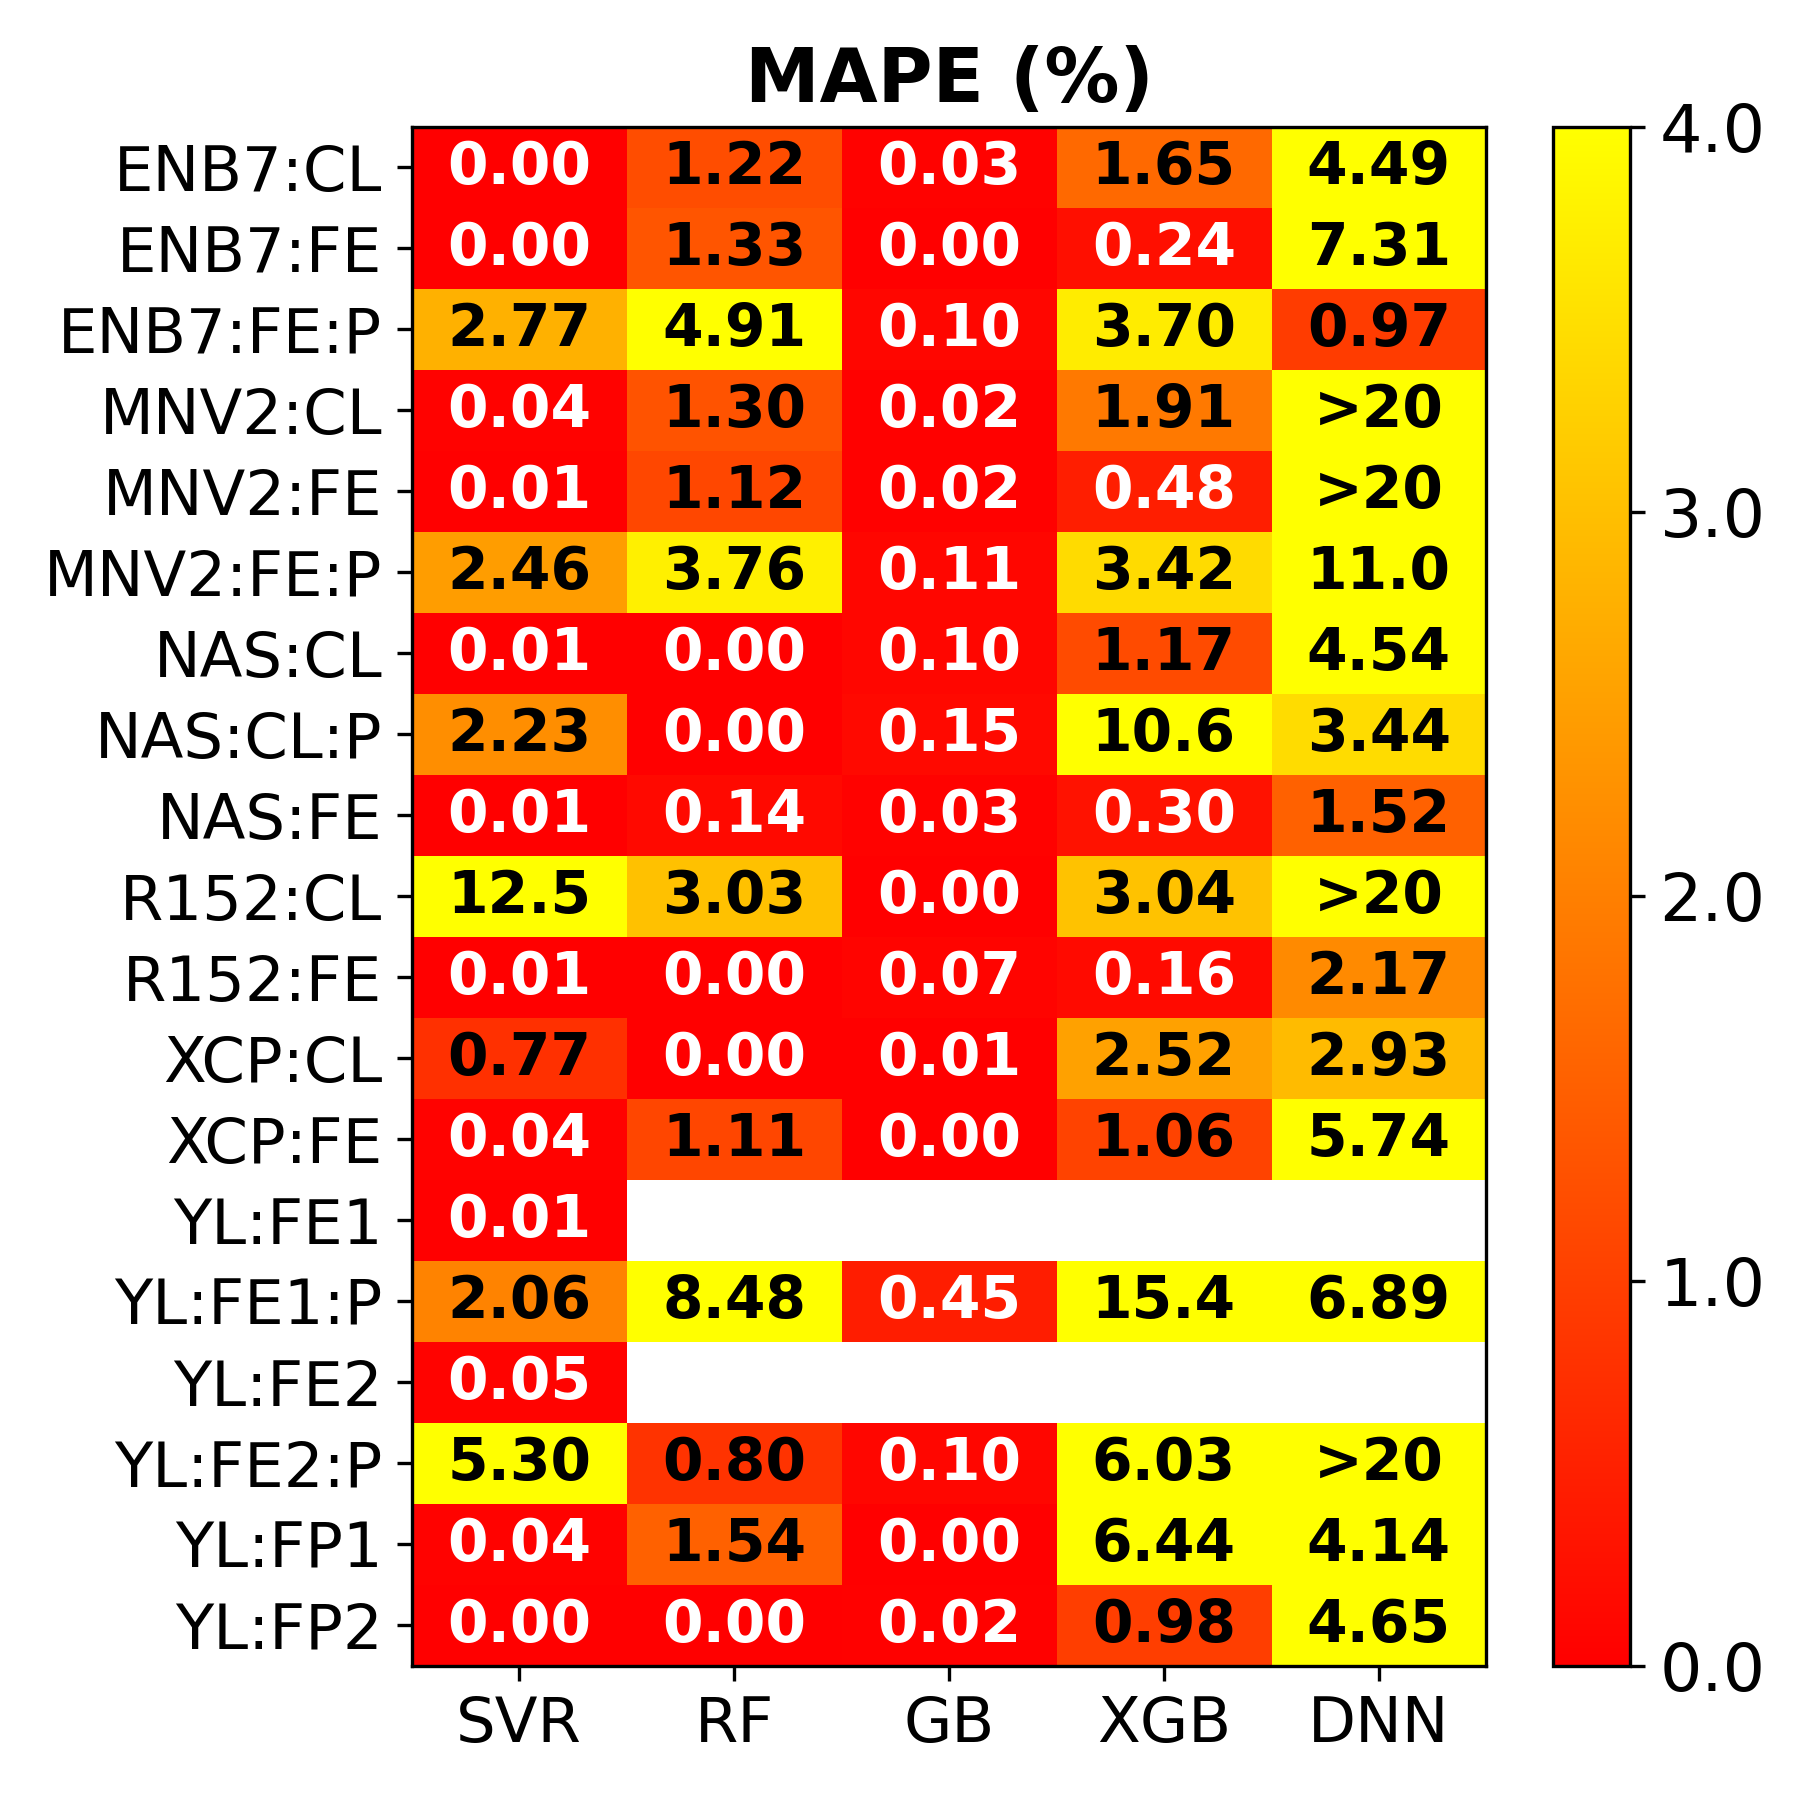 MAPE (%)
ENB7:CL 0.00 1.22 0.03 1.65 4.49
ENB7:FE 0.00 1.33 0.00 0.24 7.31
ENB7:FE:P 2.77 4.91 0.10 3.70 0.97
MNV2:CL 0.04 1.30 0.02 1.91 >20
MNV2:FE 0.01 1.12 0.02 0.48 >20
MNV2:FE:P 2.46 3.76 0.11 3.42 11.0
NAS:CL 0.01 0.00 0.10 1.17 4.54
NAS:CL:P 2.23 0.00 0.15 10.6 3.44
NAS:FE 0.01 0.14 0.03 0.30 1.52
R152:CL 12.5 3.03 0.00 3.04 >20
R152:FE 0.01 0.00 0.07 0.16 2.17
XCP:CL 0.77 0.00 0.01 2.52 2.93
XCP:FE 0.04 1.11 0.00 1.06 5.74
YL:FE1 0.01
YL:FE1:P 2.06 8.48 0.45 15.4 6.89
YL:FE2 0.05
YL:FE2:P 5.30 0.80 0.10 6.03 >20
YL:FP1 0.04 1.54 0.00 6.44 4.14
YL:FP2 0.00 0.00 0.02 0.98 4.65
SVR RF GB XGB DNN
4.0
3.0
2.0
1.0
0.0